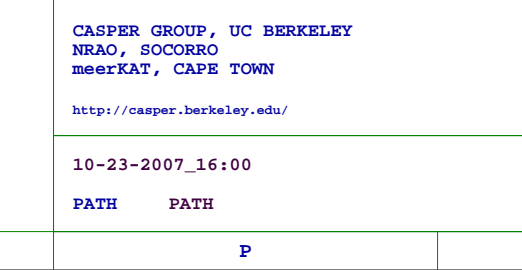 CASPER GROUP, UC BERKELEY
NRAO, SOCORRO
meerKAT, CAPE TOWN
http://casper.berkeley.edu/
10-23-2007_16:00
PATH PATH
P